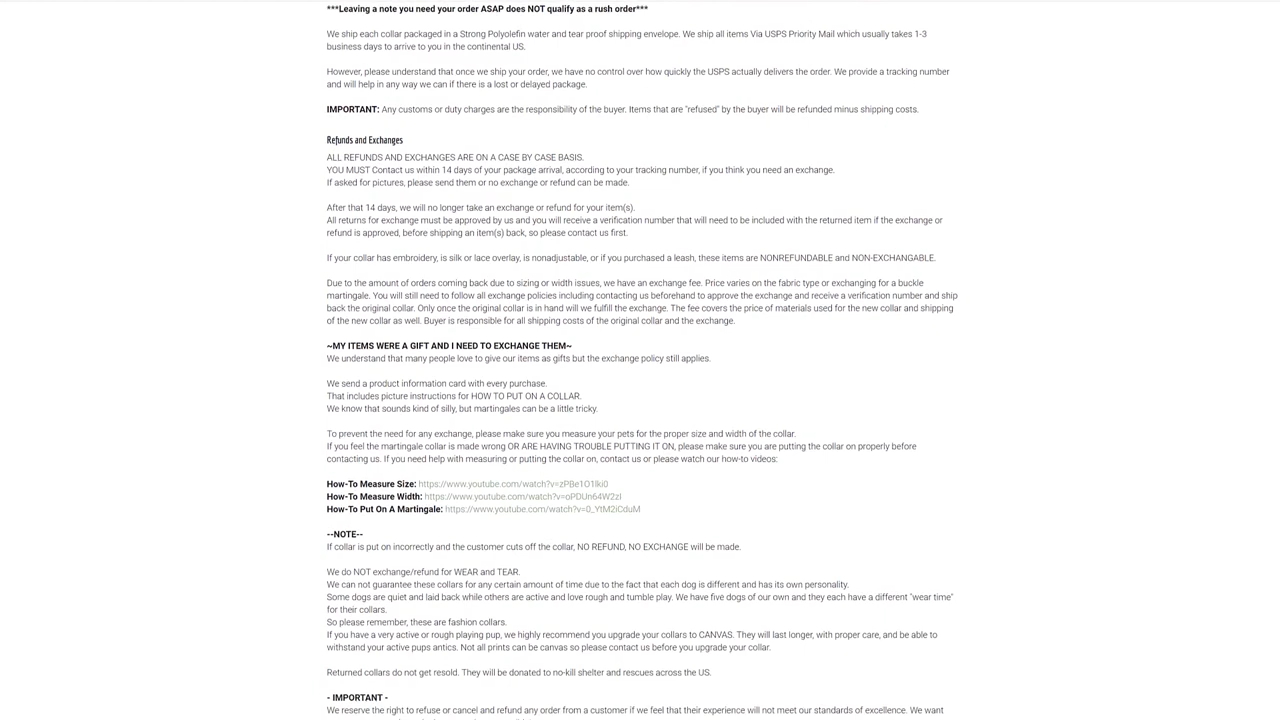 ***Leaving a note you need your order ASAP does NOT qualify as a rush order***
We ship each collar packaged in a Strong Polyolefin water and tear proof shipping envelope. We ship all items Via USPS Priority Mail which usually takes 1-3
business days to arrive to you in the continental US.
However, please understand that once we ship your order, we have no control over how quickly the USPS actually delivers the order. We provide a tracking number
and will help in any way we can if there is a lost or delayed package.
IMPORTANT: Any customs or duty charges are the responsibility of the buyer. Items that are "refused" by the buyer will be refunded minus shipping costs.
Refunds and Exchanges
ALL REFUNDS AND EXCHANGES ARE ON A CASE BY CASE BASIS.
YOU MUST Contact us within 14 days of your package arrival, according to your tracking number, if you think you need an exchange.
If asked for pictures, please send them or no exchange or refund can be made.
After that 14 days, we will no longer take an exchange or refund for your item(s).
All returns for exchange must be approved by us and you will receive a verification number that will need to be included with the returned item if the exchange or
refund is approved, before shipping an item(s) back, so please contact us first.
If your collar has embroidery, is silk or lace overlay, is nonadjustable, or if you purchased a leash, these items are NONREFUNDABLE and NON-EXCHANGABLE.
Due to the amount of orders coming back due to sizing or width issues, we have an exchange fee. Price varies on the fabric type or exchanging for a buckle
martingale. You will still need to follow all exchange policies including contacting us beforehand to approve the exchange and receive a verification number and ship
back the original collar. Only once the original collar is in hand will we fulfill the exchange. The fee covers the price of materials used for the new collar and shipping
of the new collar as well. Buyer is responsible for all shipping costs of the original collar and the exchange.
~MY ITEMS WERE A GIFT AND I NEED TO EXCHANGE THEM~
We understand that many people love to give our items as gifts but the exchange policy still applies.
We send a product information card with every purchase.
That includes picture instructions for HOW TO PUT ON A COLLAR.
We know that sounds kind of silly, but martingales can be a little tricky.
To prevent the need for any exchange, please make sure you measure your pets for the proper size and width of the collar.
If you feel the martingale collar is made wrong OR ARE HAVING TROUBLE PUTTING IT ON, please make sure you are putting the collar on properly before
contacting us. If you need help with measuring or putting the collar on, contact us or please watch our how-to videos:
How-To Measure Size: https://www.youtube.com/watch?v=zPBe1O1lki0
How-To Measure Width: https://www.youtube.com/watch?v=oPDUn64W2zI
How-To Put On A Martingale: https://www.youtube.com/watch?v=0_YtM2iCduM
--NOTE--
If collar is put on incorrectly and the customer cuts off the collar, NO REFUND, NO EXCHANGE will be made.
We do NOT exchange/refund for WEAR and TEAR.
We can not guarantee these collars for any certain amount of time due to the fact that each dog is different and has its own personality.
Some dogs are quiet and laid back while others are active and love rough and tumble play. We have five dogs of our own and they each have a different "wear time"
for their collars.
So please remember, these are fashion collars.
If you have a very active or rough playing pup, we highly recommend you upgrade your collars to CANVAS. They will last longer, with proper care, and be able to
withstand your active pups antics. Not all prints can be canvas so please contact us before you upgrade your collar.
Returned collars do not get resold. They will be donated to no-kill shelter and rescues across the US.
- IMPORTANT -
We reserve the right to refuse or cancel and refund any order from a customer if we feel that their experience will not meet our standards of excellence. We want